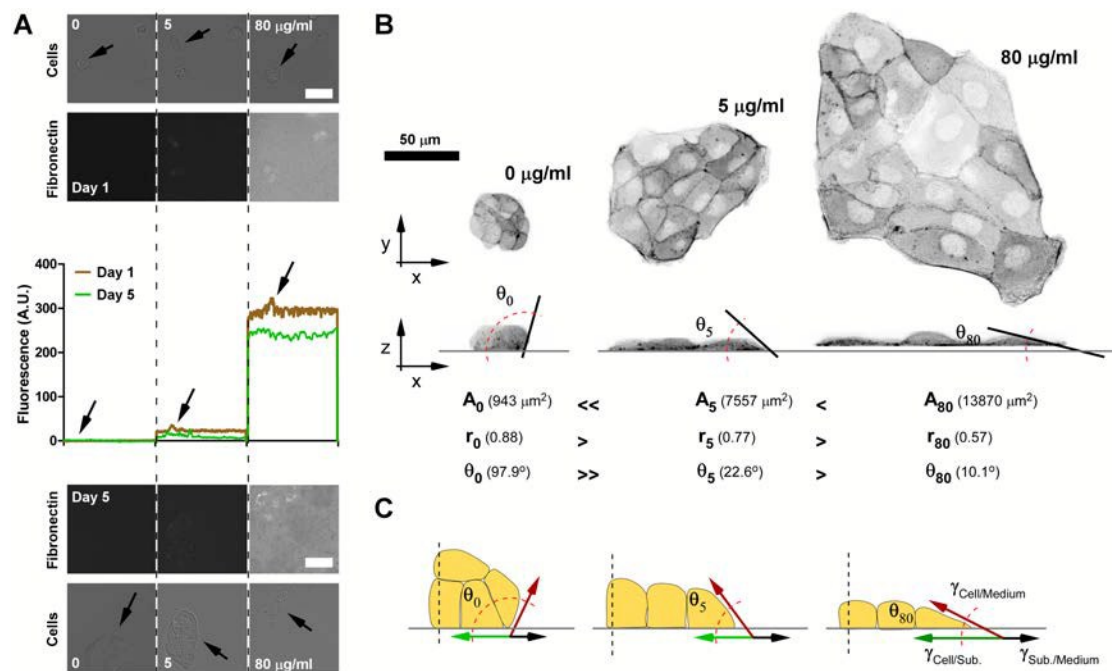 A
0
5
80 μg/ml
Cells
Fibronectin
Day 1
400
300
200
100
0
Fluorescence (A.U.)
Day 1
Day 5
Day 5
Fibronectin
Cells
0
5
80 μg/ml
B
50 μm
0 μg/ml
5 μg/ml
80 μg/ml
y
x
z
x
θ0
θ5
θ80
A0 (943 μm²) << A5 (7557 μm²) < A80 (13870 μm²)
r0 (0.88) > r5 (0.77) > r80 (0.57)
θ0 (97.9º) >> θ5 (22.6º) > θ80 (10.1º)
C
θ0
θ5
θ80
γCell/Medium
γCell/Sub.
γSub./Medium